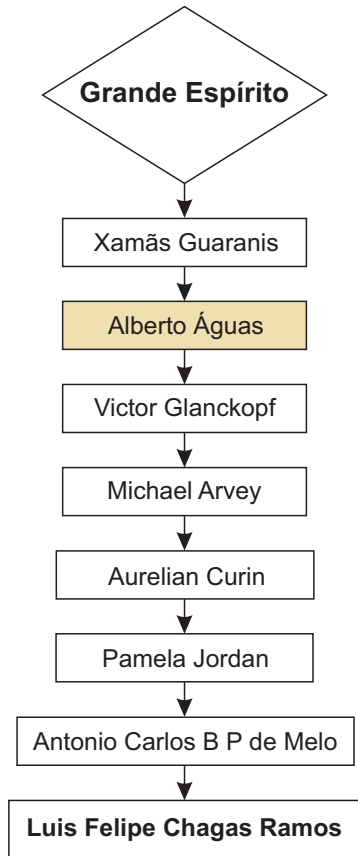 Grande Espírito
Xamãs Guaranis
Alberto Águas
Victor Glanckopf
Michael Arvey
Aurelian Curin
Pamela Jordan
Antonio Carlos B P de Melo
Luis Felipe Chagas Ramos